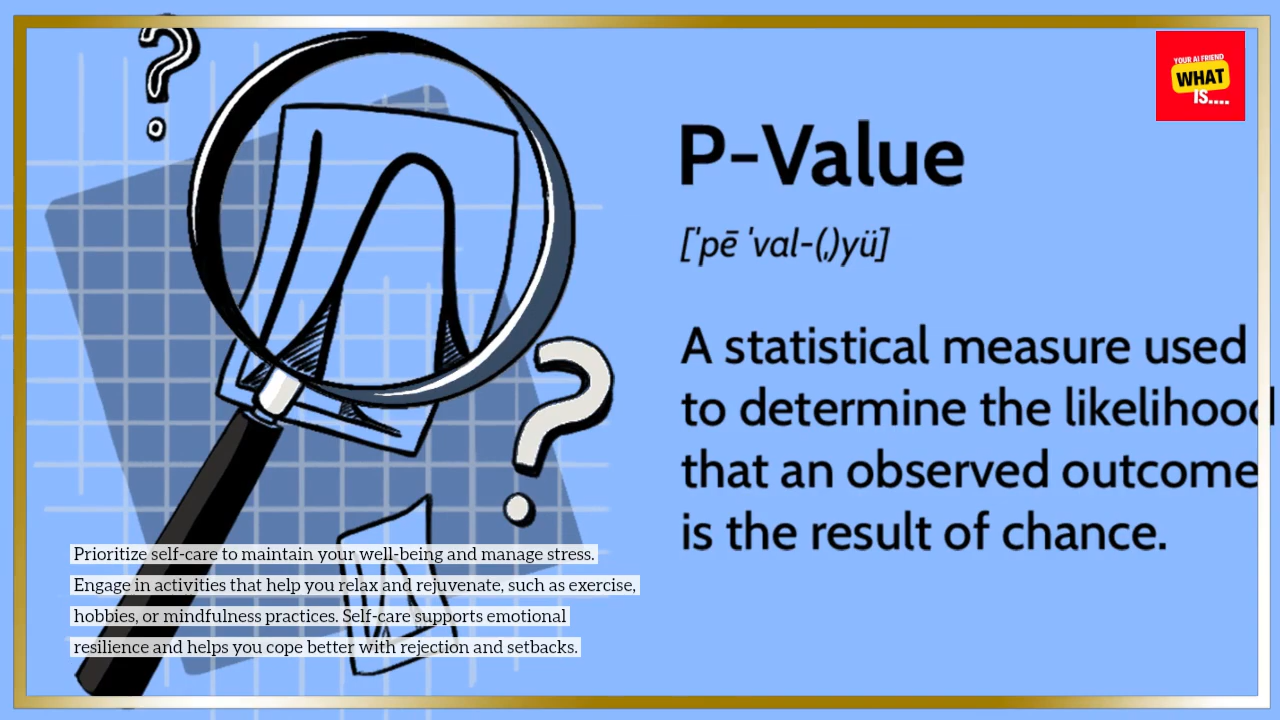 YOUR AI FRIEND
WHAT
IS....
P-Value
['pē 'val-(,)yü]
A statistical measure used
to determine the likelihood
that an observed outcome
is the result of chance.
?
?
Prioritize self-care to maintain your well-being and manage stress.
Engage in activities that help you relax and rejuvenate, such as exercise,
hobbies, or mindfulness practices. Self-care supports emotional
resilience and helps you cope better with rejection and setbacks.